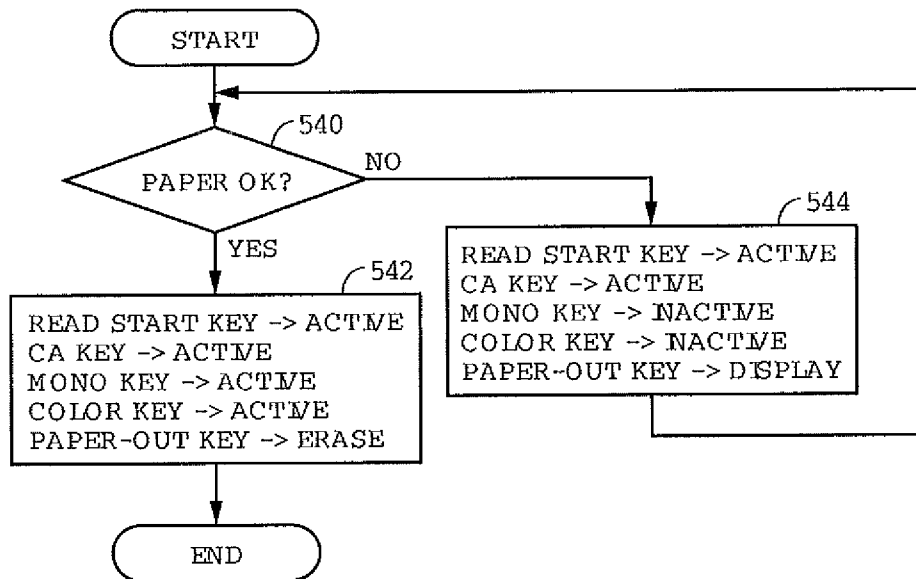 START
540
PAPER OK?
NO
YES
542
READ START KEY -> ACTIVE
CA KEY -> ACTIVE
MONO KEY -> ACTIVE
COLOR KEY -> ACTIVE
PAPER-OUT KEY -> ERASE
544
READ START KEY -> ACTIVE
CA KEY -> ACTIVE
MONO KEY -> INACTIVE
COLOR KEY -> INACTIVE
PAPER-OUT KEY -> DISPLAY
END